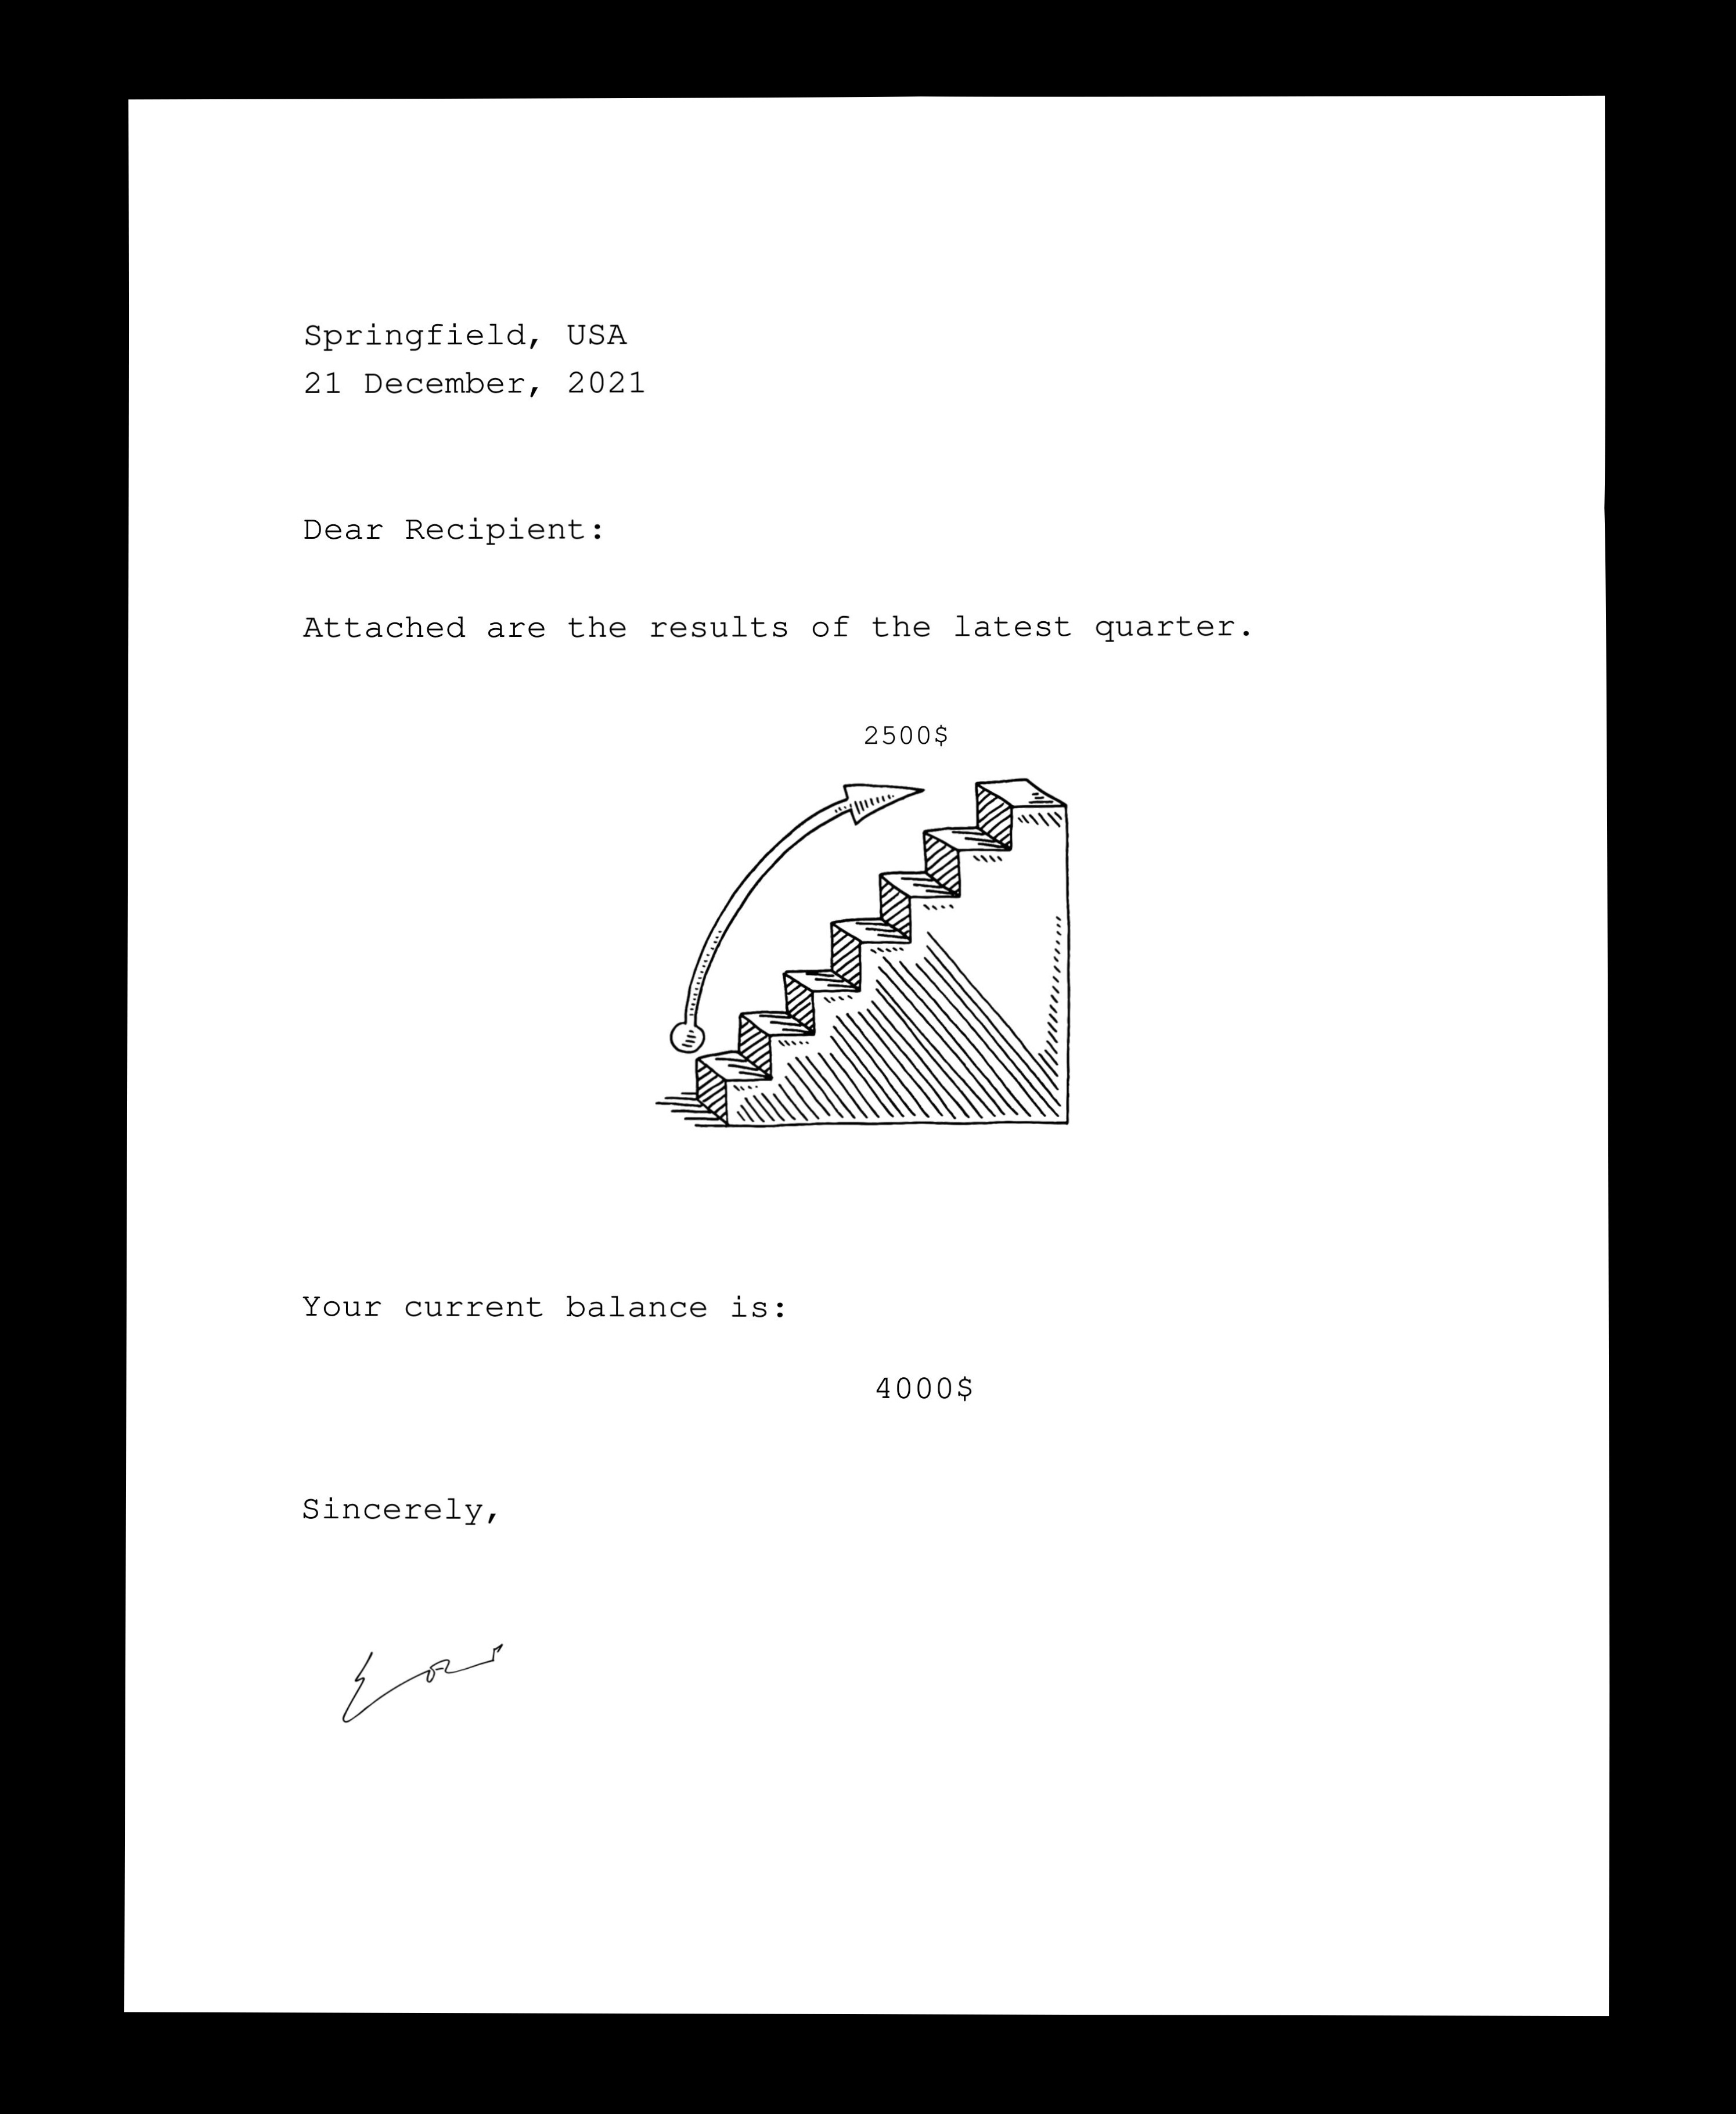 Springfield, USA
21 December, 2021
Dear Recipient:
Attached are the results of the latest quarter.
2500$
Your current balance is:
4000$
Sincerely,